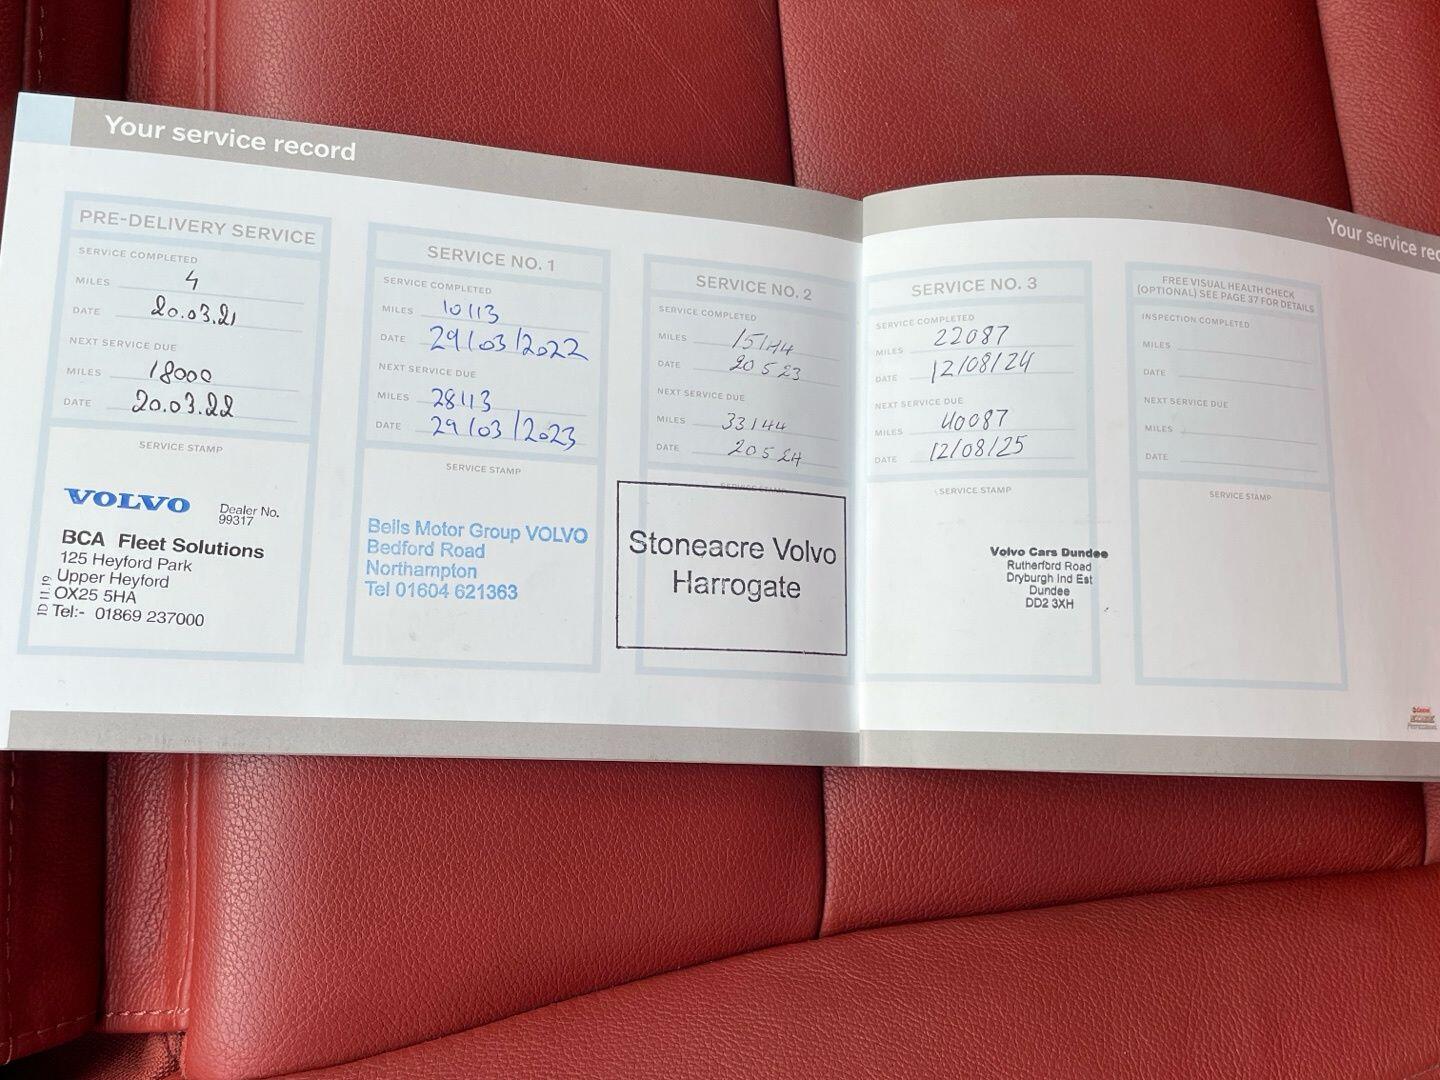 Your service record
PRE-DELIVERY SERVICE
SERVICE COMPLETED
MILES 4
DATE 20.03.21
NEXT SERVICE DUE
MILES 18000
DATE 20.03.22
SERVICE STAMP
VOLVO Dealer No.
99317
BCA Fleet Solutions
125 Heyford Park
Upper Heyford
OX25 5HA
Tel:- 01869 237000
SERVICE NO. 1
SERVICE COMPLETED
MILES 10113
DATE 29/03/2022
NEXT SERVICE DUE
MILES 28113
DATE 29/03/2023
SERVICE STAMP
Bells Motor Group VOLVO
Bedford Road
Northampton
Tel 01604 621363
SERVICE NO. 2
SERVICE COMPLETED
MILES 15144
DATE 20 5 23
NEXT SERVICE DUE
MILES 33144
DATE 20 5 24
SERVICE STAMP
Stoneacre Volvo
Harrogate
Your service rec
SERVICE NO. 3
SERVICE COMPLETED
MILES 22087
DATE 12/08/24
NEXT SERVICE DUE
MILES 40087
DATE 12/08/25
SERVICE STAMP
Volvo Cars Dundee
Rutherford Road
Dryburgh Ind Est
Dundee
DD2 3XH
FREE VISUAL HEALTH CHECK
(OPTIONAL) SEE PAGE 37 FOR DETAILS
INSPECTION COMPLETED
MILES
DATE
NEXT SERVICE DUE
MILES
DATE
SERVICE STAMP
Castrol